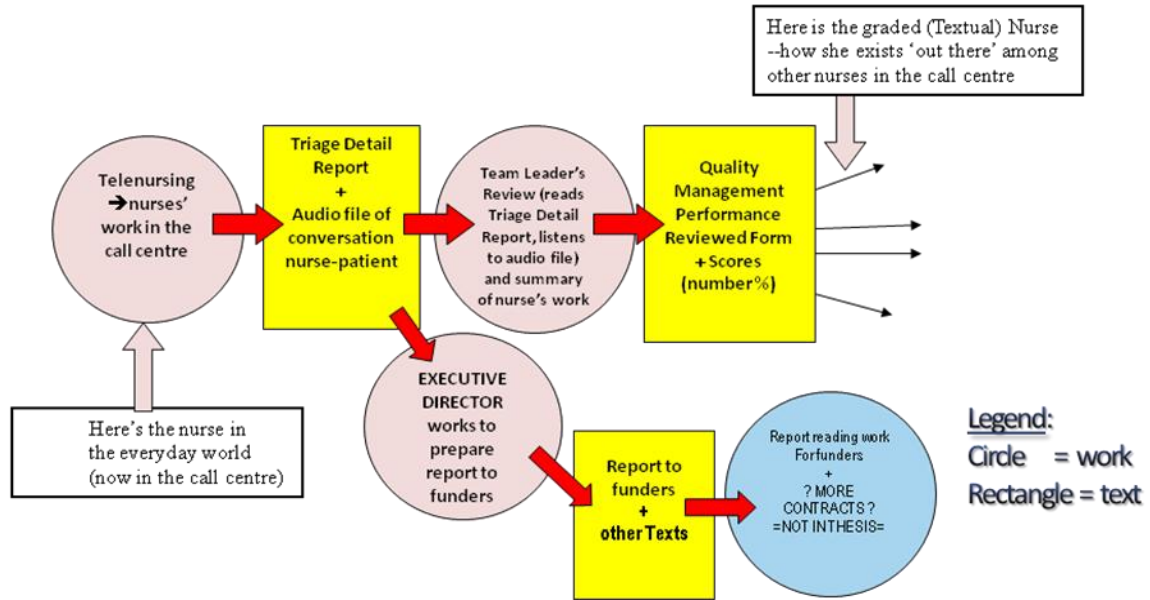 Here is the graded (Textual) Nurse
--how she exists ‘out there’ among
other nurses in the call centre
Telenursing
➔nurses’
work in the
call centre
Triage Detail
Report
+
Audio file of
conversation
nurse-patient
Team Leader’s
Review (reads
Triage Detail
Report, listens
to audio file)
and summary
of nurse’s work
Quality
Management
Performance
Reviewed Form
+ Scores
(number%)
Here’s the nurse in
the everyday world
(now in the call centre)
EXECUTIVE
DIRECTOR
works to
prepare
report to
funders
Report to
funders
+
other Texts
Report reading work
Forfunders
+
? MORE
CONTRACTS ?
=NOT INTHESIS=
Legend:
Circle = work
Rectangle = text